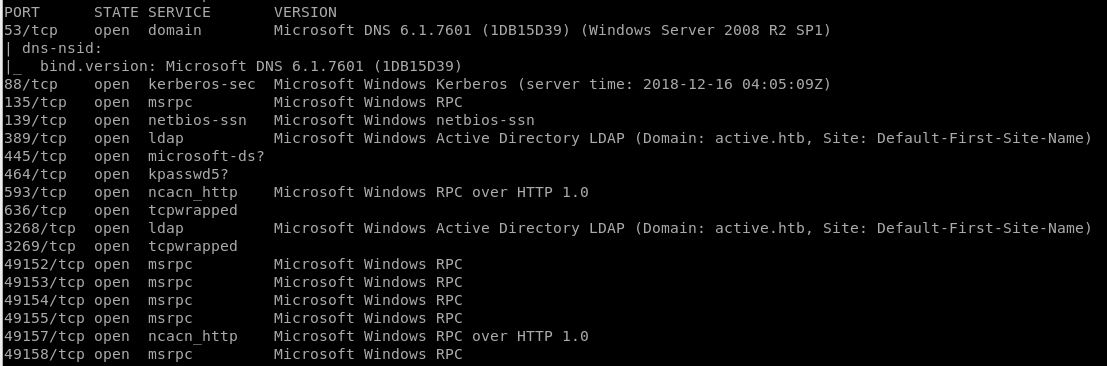 PORT      STATE SERVICE       VERSION
53/tcp    open  domain        Microsoft DNS 6.1.7601 (1DB15D39) (Windows Server 2008 R2 SP1)
| dns-nsid:
|_  bind.version: Microsoft DNS 6.1.7601 (1DB15D39)
88/tcp    open  kerberos-sec  Microsoft Windows Kerberos (server time: 2018-12-16 04:05:09Z)
135/tcp   open  msrpc         Microsoft Windows RPC
139/tcp   open  netbios-ssn   Microsoft Windows netbios-ssn
389/tcp   open  ldap          Microsoft Windows Active Directory LDAP (Domain: active.htb, Site: Default-First-Site-Name)
445/tcp   open  microsoft-ds?
464/tcp   open  kpasswd5?
593/tcp   open  ncacn_http    Microsoft Windows RPC over HTTP 1.0
636/tcp   open  tcpwrapped
3268/tcp  open  ldap          Microsoft Windows Active Directory LDAP (Domain: active.htb, Site: Default-First-Site-Name)
3269/tcp  open  tcpwrapped
49152/tcp open  msrpc         Microsoft Windows RPC
49153/tcp open  msrpc         Microsoft Windows RPC
49154/tcp open  msrpc         Microsoft Windows RPC
49155/tcp open  msrpc         Microsoft Windows RPC
49157/tcp open  ncacn_http    Microsoft Windows RPC over HTTP 1.0
49158/tcp open  msrpc         Microsoft Windows RPC